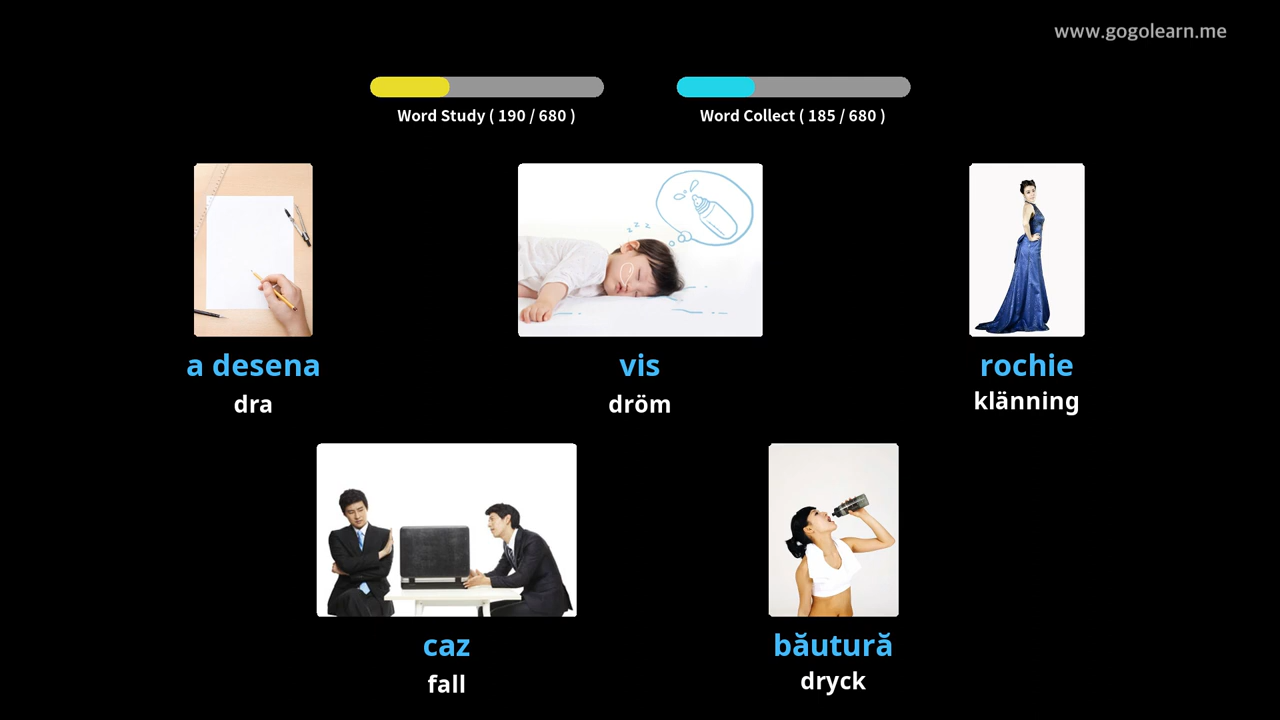 www.gogolearn.me
Word Study ( 190 / 680 )
Word Collect ( 185 / 680 )
a desena
dra
vis
dröm
rochie
klänning
caz
fall
băutură
dryck